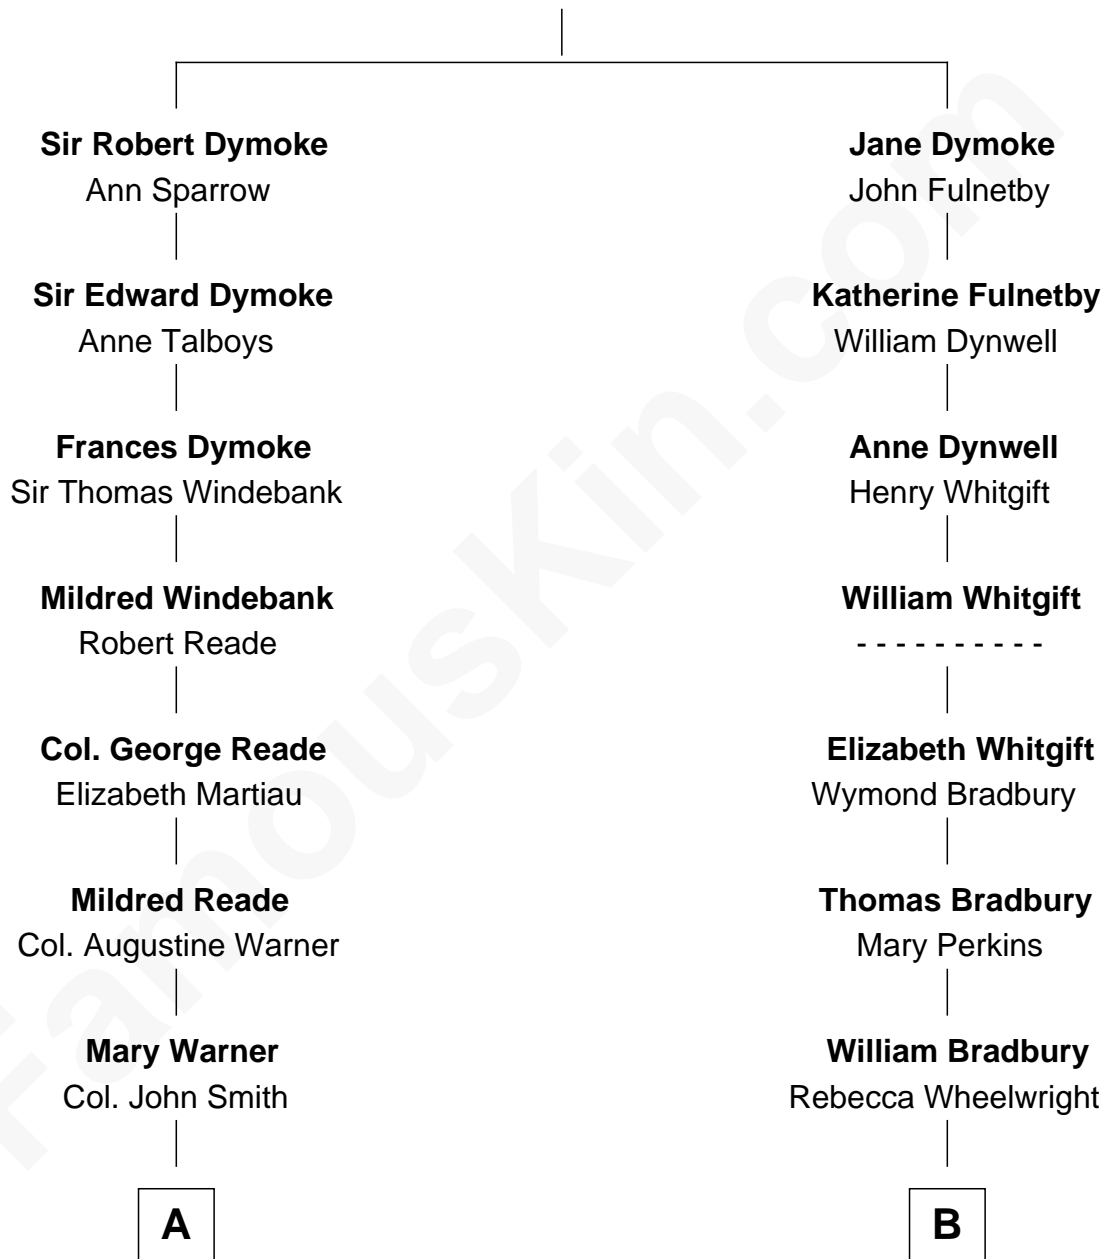 Sir Robert Dymoke
Ann Sparrow
Sir Edward Dymoke
Anne Talboys
Frances Dymoke
Sir Thomas Windebank
Mildred Windebank
Robert Reade
Col. George Reade
Elizabeth Martiau
Mildred Reade
Col. Augustine Warner
Mary Warner
Col. John Smith
A
Jane Dymoke
John Fulnetby
Katherine Fulnetby
William Dynwell
Anne Dynwell
Henry Whitgift
William Whitgift
- - - - - - - - - -
Elizabeth Whitgift
Wymond Bradbury
Thomas Bradbury
Mary Perkins
William Bradbury
Rebecca Wheelwright
B
FamousKin.com